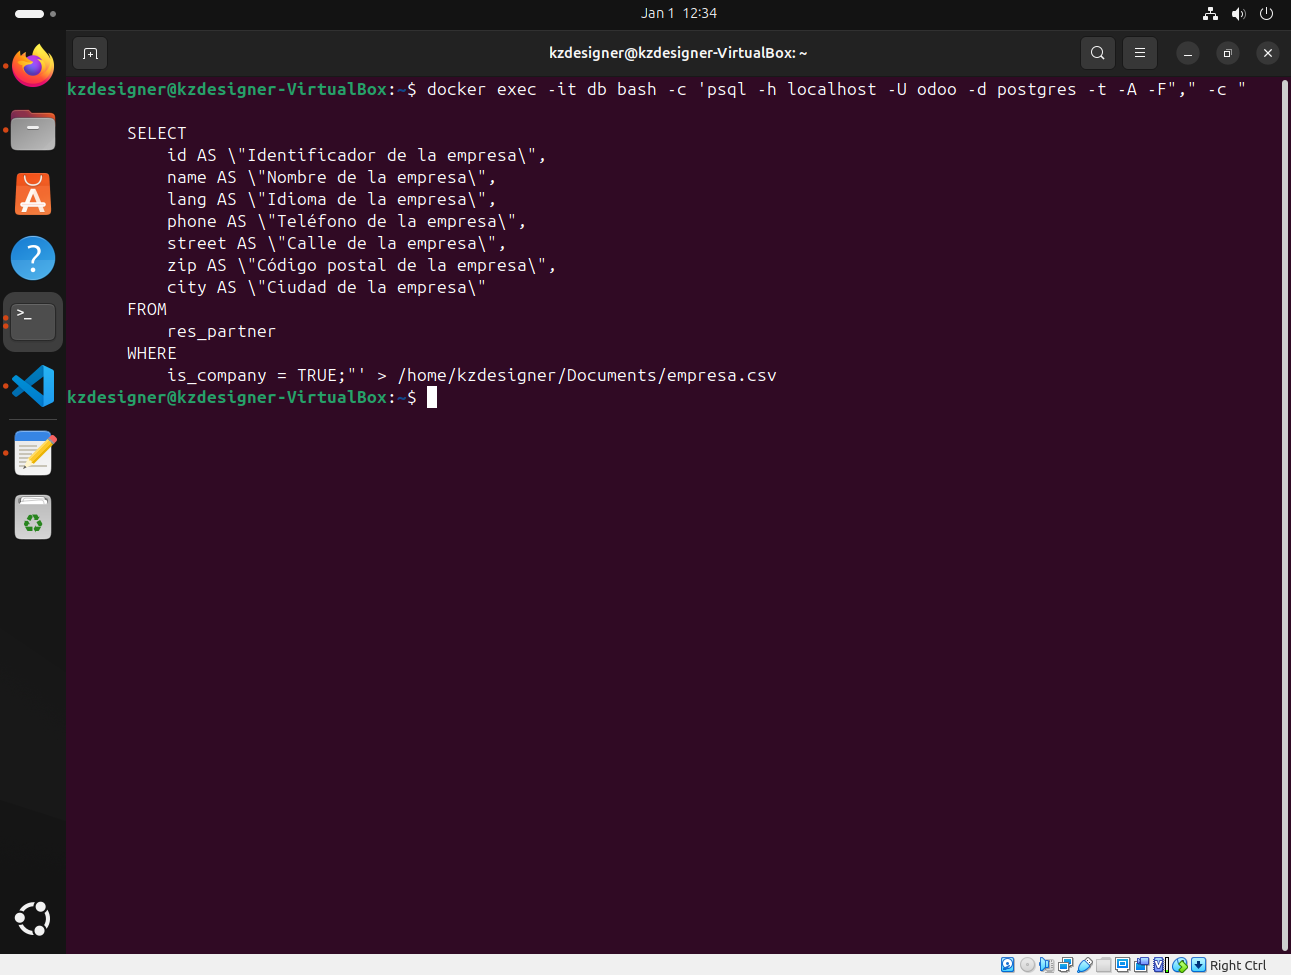 Jan 1 12:34
kzdesigner@kzdesigner-VirtualBox: ~
kzdesigner@kzdesigner-VirtualBox:~$ docker exec -it db bash -c 'psql -h localhost -U odoo -d postgres -t -A -F"," -c "
SELECT
id AS \"Identificador de la empresa\",
name AS \"Nombre de la empresa\",
lang AS \"Idioma de la empresa\",
phone AS \"Teléfono de la empresa\",
street AS \"Calle de la empresa\",
zip AS \"Código postal de la empresa\",
city AS \"Ciudad de la empresa\"
FROM
res_partner
WHERE
is_company = TRUE;"' > /home/kzdesigner/Documents/empresa.csv
kzdesigner@kzdesigner-VirtualBox:~$
Right Ctrl